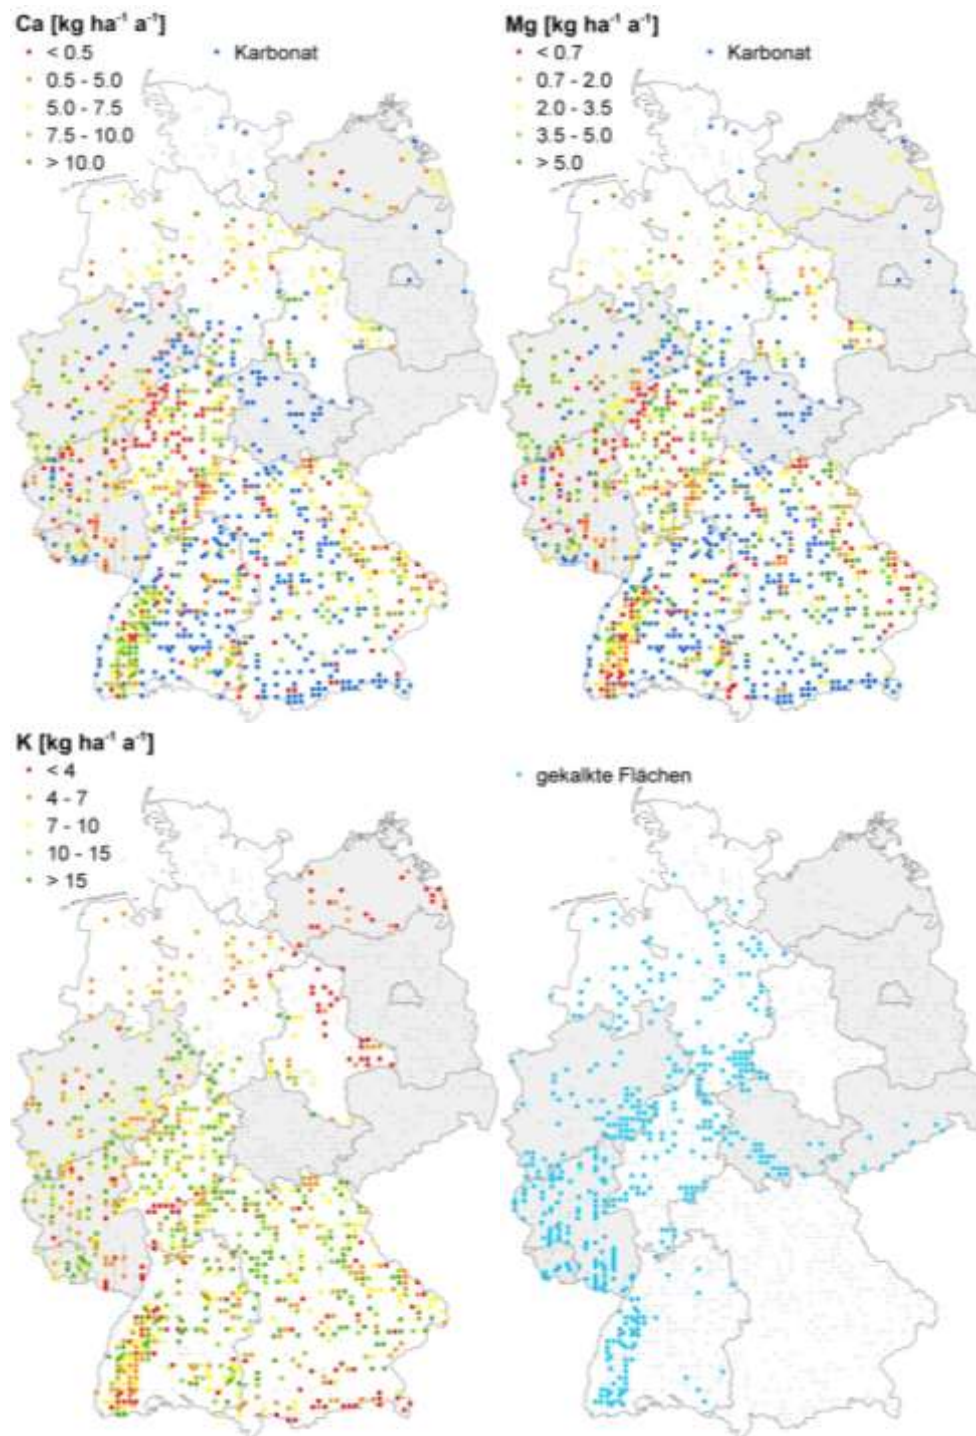 Ca [kg ha⁻¹ a⁻¹]
< 0.5
Karbonat
0.5 - 5.0
5.0 - 7.5
7.5 - 10.0
> 10.0
Mg [kg ha⁻¹ a⁻¹]
< 0.7
Karbonat
0.7 - 2.0
2.0 - 3.5
3.5 - 5.0
> 5.0
K [kg ha⁻¹ a⁻¹]
< 4
4 - 7
7 - 10
10 - 15
> 15
gekalkte Flächen